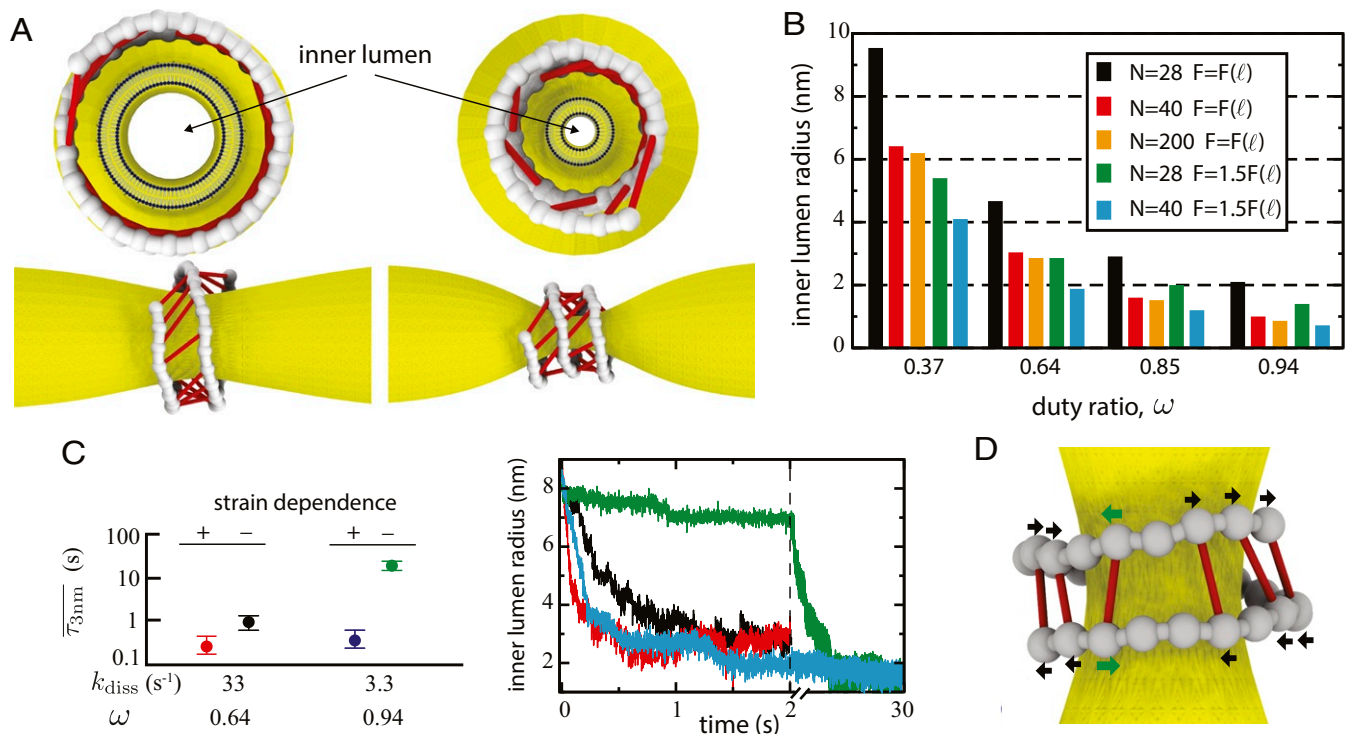 A
inner lumen
B
inner lumen radius (nm)
10
8
6
4
2
0
N=28 F=F(ℓ)
N=40 F=F(ℓ)
N=200 F=F(ℓ)
N=28 F=1.5F(ℓ)
N=40 F=1.5F(ℓ)
0.37 0.64 0.85 0.94
duty ratio, ω
C
strain dependence
+ − + −
τ̅3nm (s)
100
10
1
0.1
kdiss (s⁻¹) 33 3.3
ω 0.64 0.94
inner lumen radius (nm)
8
6
4
2
0 1 2 30
time (s)
D